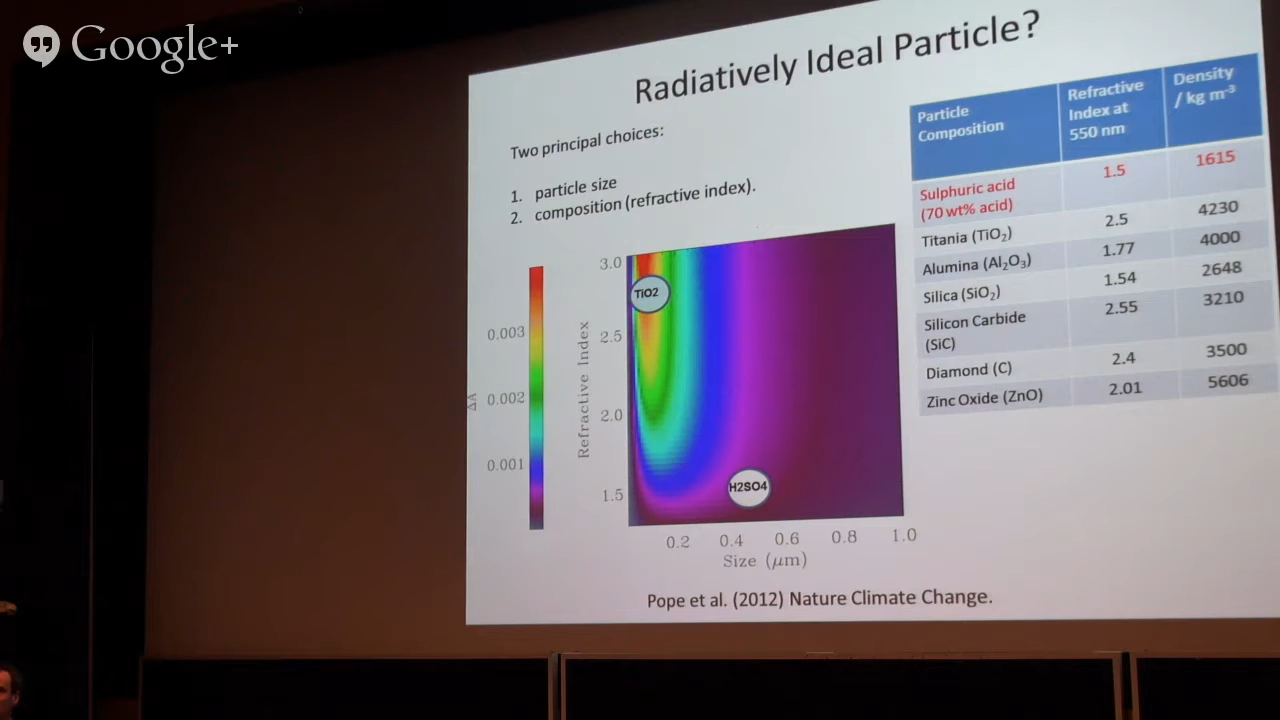 Google+
Radiatively Ideal Particle?
Two principal choices:
1. particle size
2. composition (refractive index).
Particle Composition
Refractive Index at 550 nm
Density / kg m-3
Sulphuric acid (70 wt% acid) 1.5 1615
Titania (TiO2) 2.5 4230
Alumina (Al2O3) 1.77 4000
Silica (SiO2) 1.54 2648
Silicon Carbide (SiC) 2.55 3210
Diamond (C) 2.4 3500
Zinc Oxide (ZnO) 2.01 5606
ΔA
0.003
0.002
0.001
Refractive Index
3.0
2.5
2.0
1.5
TiO2
H2SO4
0.2 0.4 0.6 0.8 1.0
Size (μm)
Pope et al. (2012) Nature Climate Change.